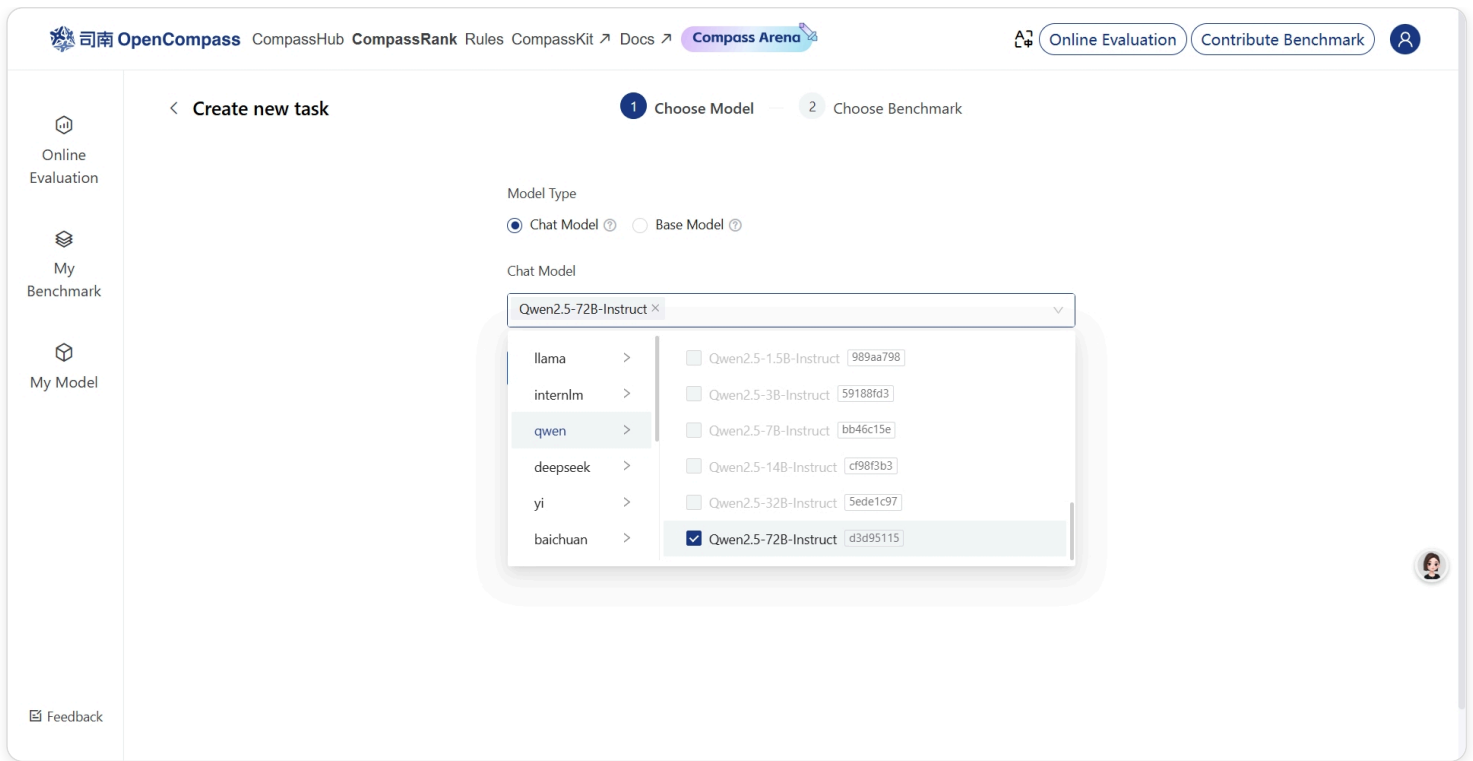 司南 OpenCompass CompassHub CompassRank Rules CompassKit ↗ Docs ↗ Compass Arena Online Evaluation Contribute Benchmark
Create new task
1 Choose Model 2 Choose Benchmark
Online
Evaluation
My
Benchmark
My Model
Feedback
Model Type
Chat Model Base Model
Chat Model
Qwen2.5-72B-Instruct ×
llama
internlm
qwen
deepseek
yi
baichuan
Qwen2.5-1.5B-Instruct 989aa798
Qwen2.5-3B-Instruct 59188fd3
Qwen2.5-7B-Instruct bb46c15e
Qwen2.5-14B-Instruct cf98f3b3
Qwen2.5-32B-Instruct 5ede1c97
Qwen2.5-72B-Instruct d3d95115